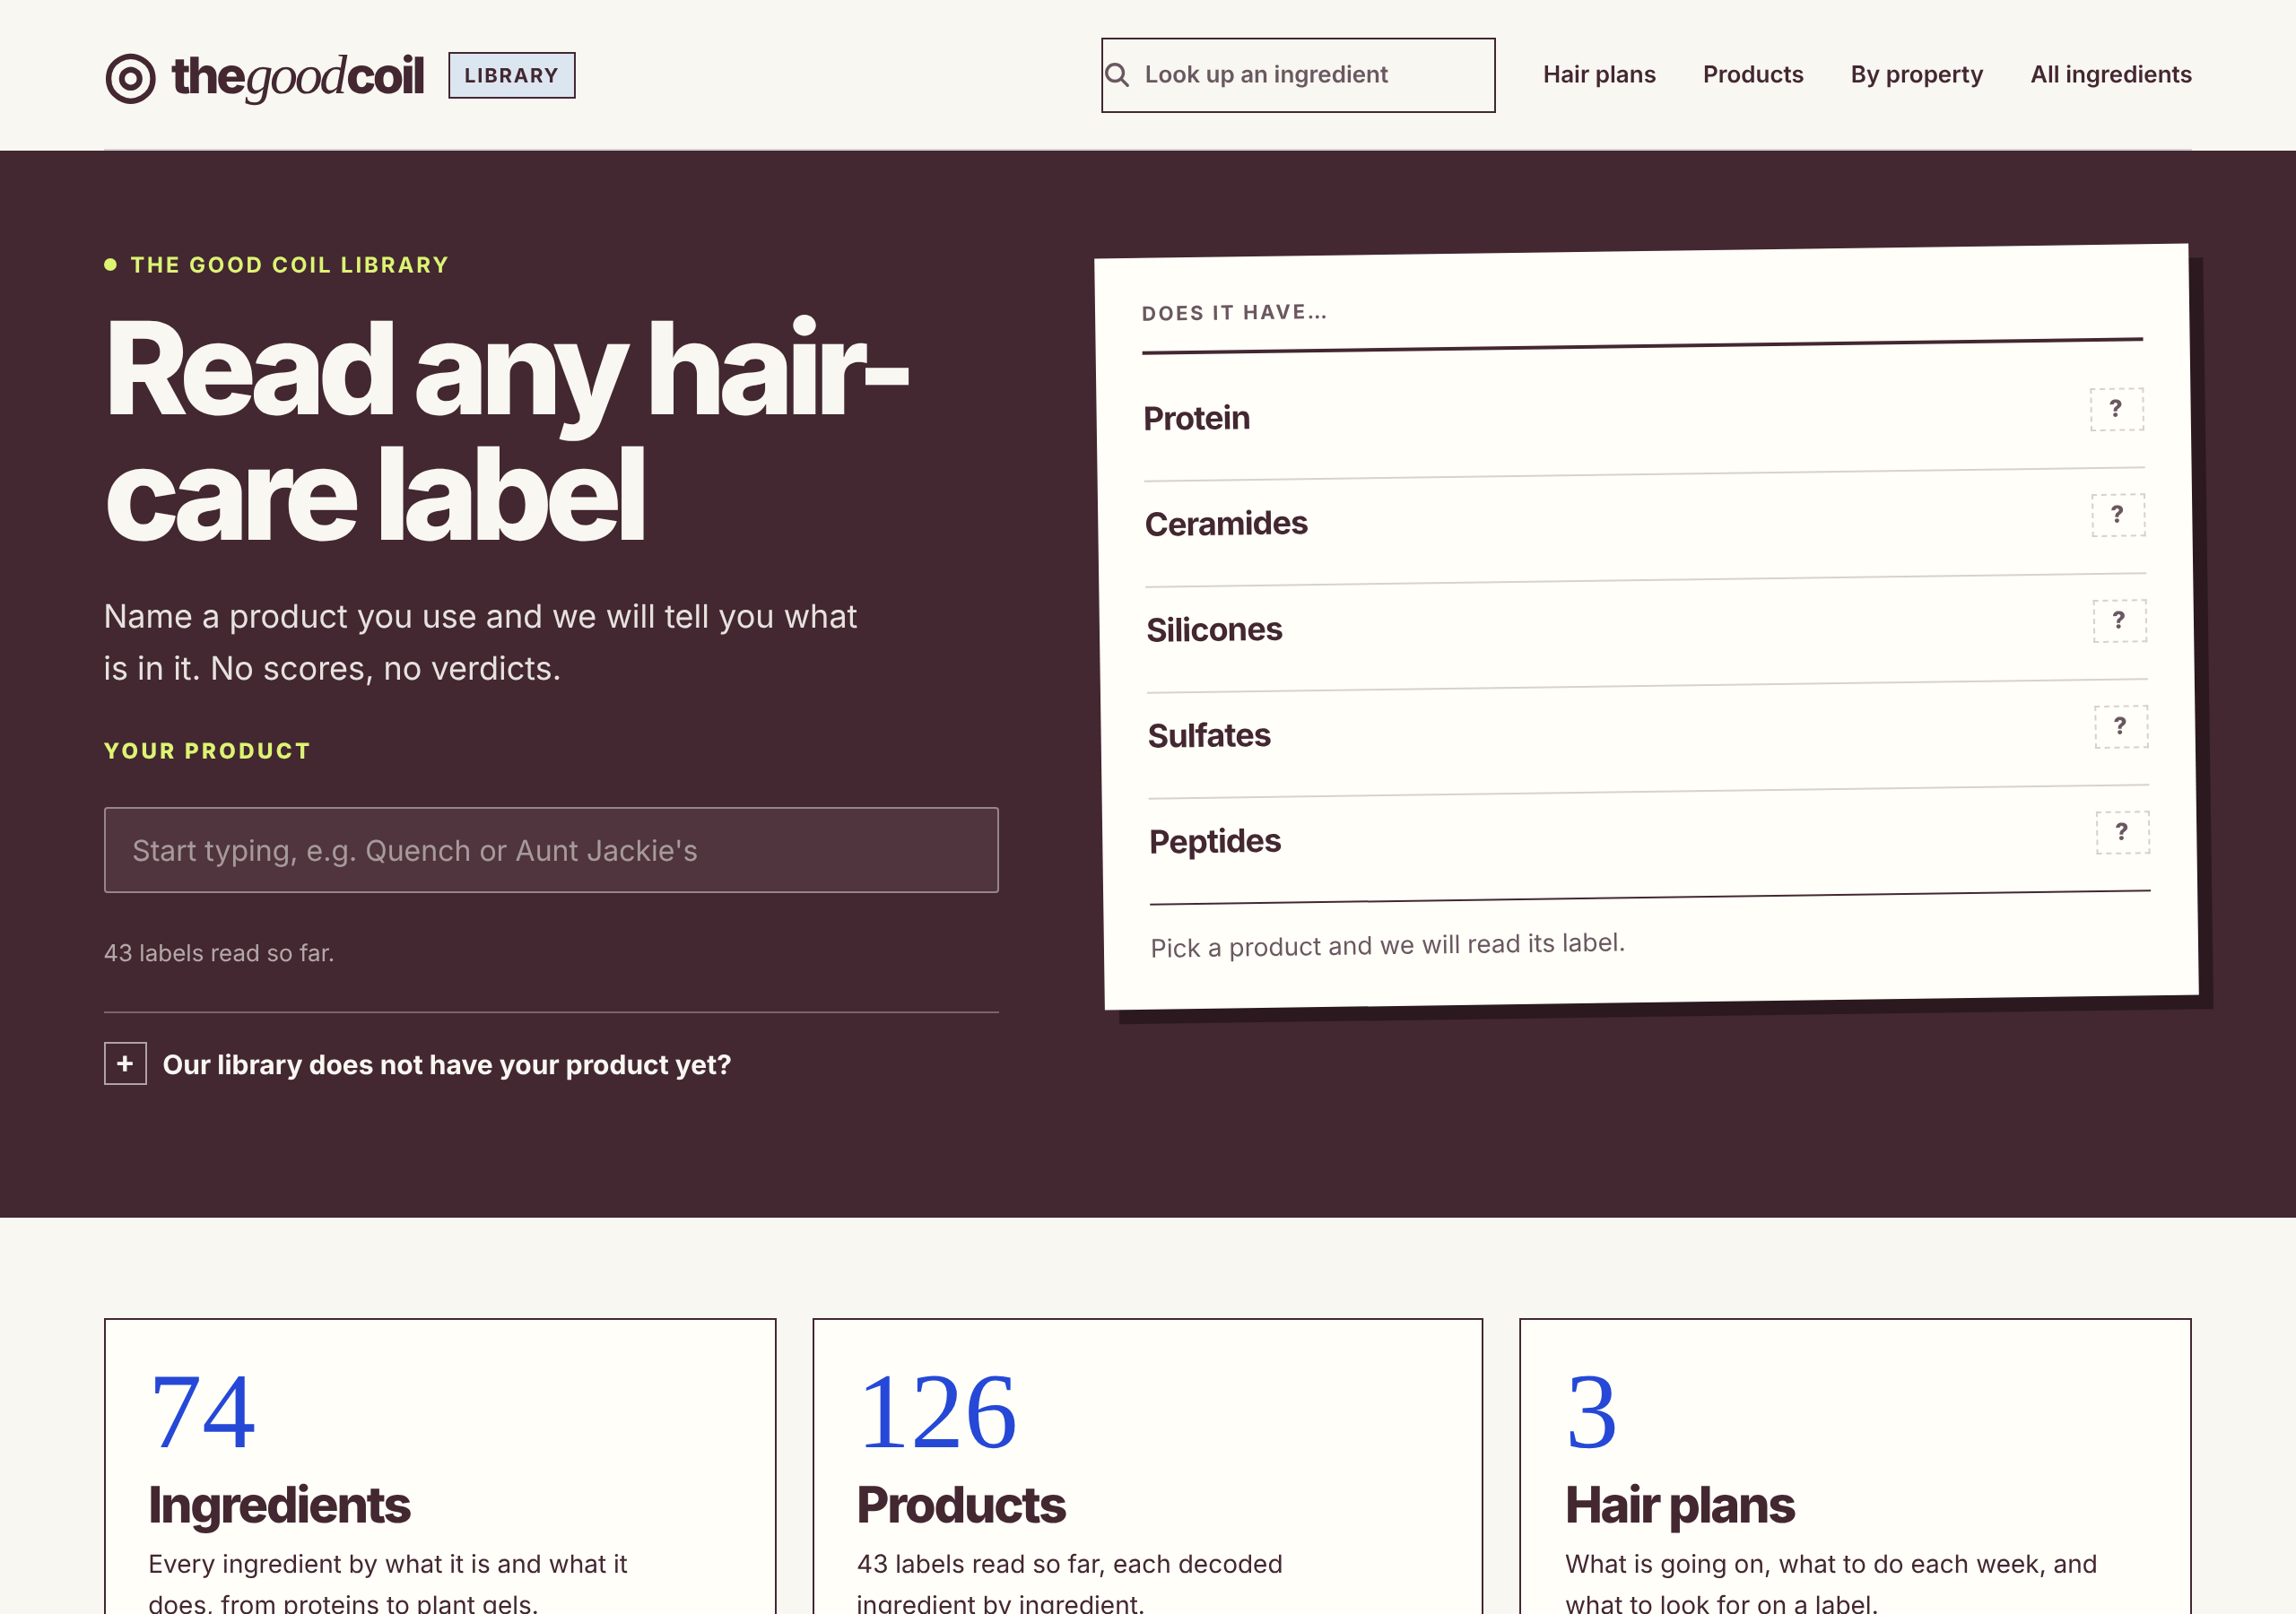 thegoodcoil LIBRARY
Look up an ingredient
Hair plans
Products
By property
All ingredients
THE GOOD COIL LIBRARY
Read any hair-
care label
Name a product you use and we will tell you what
is in it. No scores, no verdicts.
YOUR PRODUCT
Start typing, e.g. Quench or Aunt Jackie's
43 labels read so far.
+ Our library does not have your product yet?
DOES IT HAVE...
Protein ?
Ceramides ?
Silicones ?
Sulfates ?
Peptides ?
Pick a product and we will read its label.
74
Ingredients
Every ingredient by what it is and what it
does, from proteins to plant gels.
126
Products
43 labels read so far, each decoded
ingredient by ingredient.
3
Hair plans
What is going on, what to do each week, and
what to look for on a label.